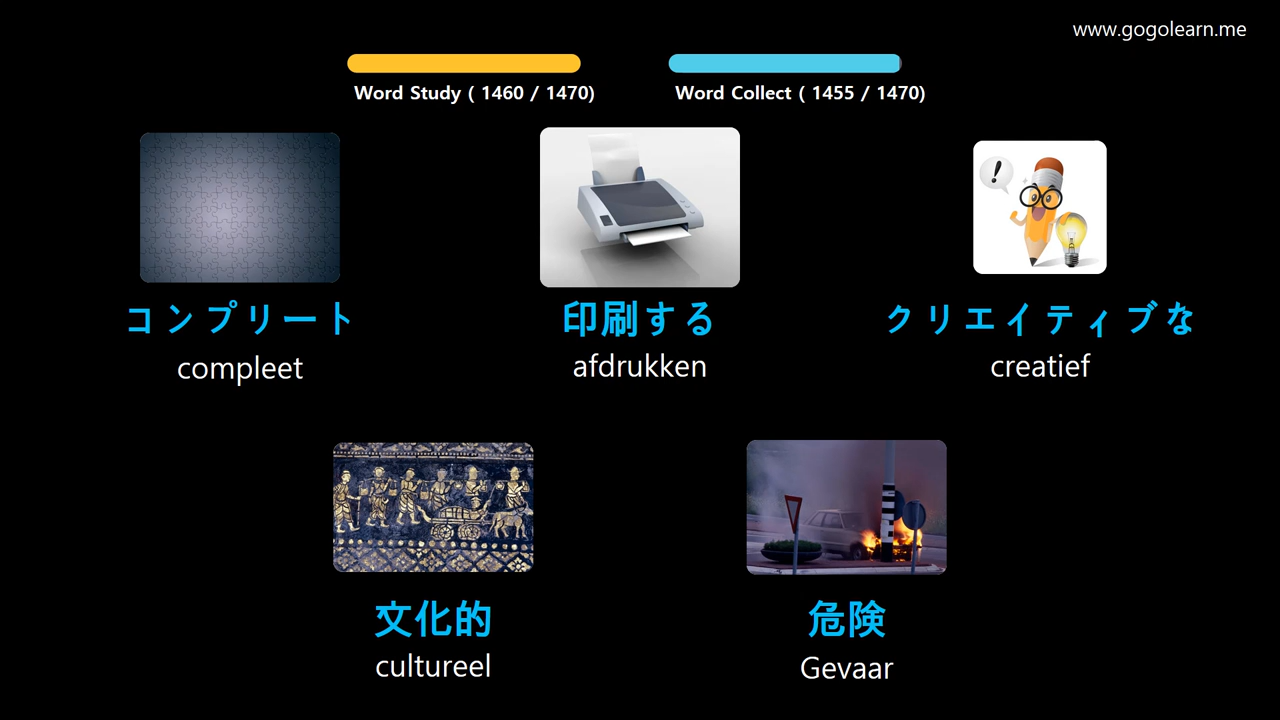 www.gogolearn.me
Word Study ( 1460 / 1470)
Word Collect ( 1455 / 1470)
コンプリート
compleet
印刷する
afdrukken
クリエイティブな
creatief
文化的
cultureel
危険
Gevaar